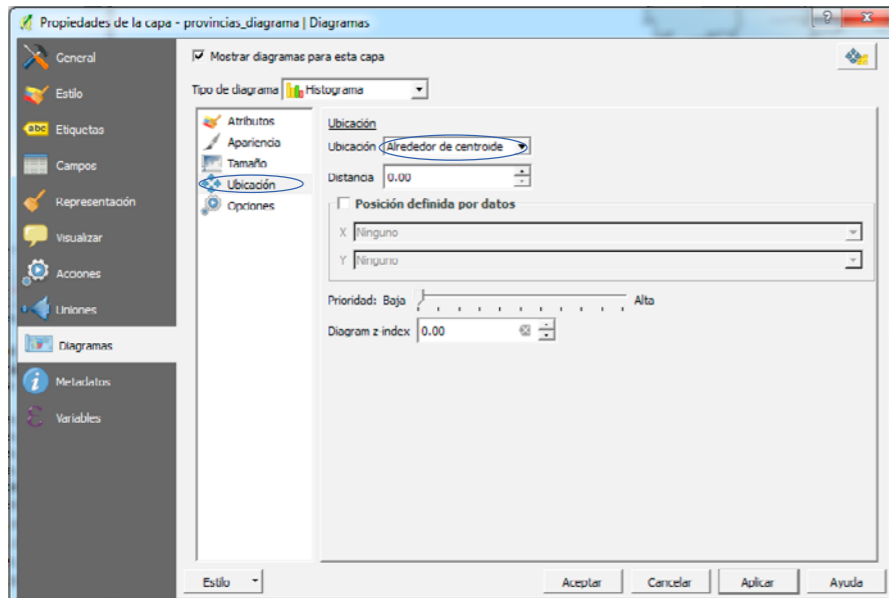 Propiedades de la capa - provincias_diagrama | Diagramas
General
Estilo
abc Etiquetas
Campos
Representación
Visualizar
Acciones
Uniones
Diagramas
Metadatos
Variables
Mostrar diagramas para esta capa
Tipo de diagrama Histograma
Atributos
Apariencia
Tamaño
Ubicación
Opciones
Ubicación
Ubicación Alrededor de centroide
Distancia 0.00
Posición definida por datos
X Ninguno
Y Ninguno
Prioridad: Baja Alta
Diagram z-index 0.00
Estilo
Aceptar
Cancelar
Aplicar
Ayuda